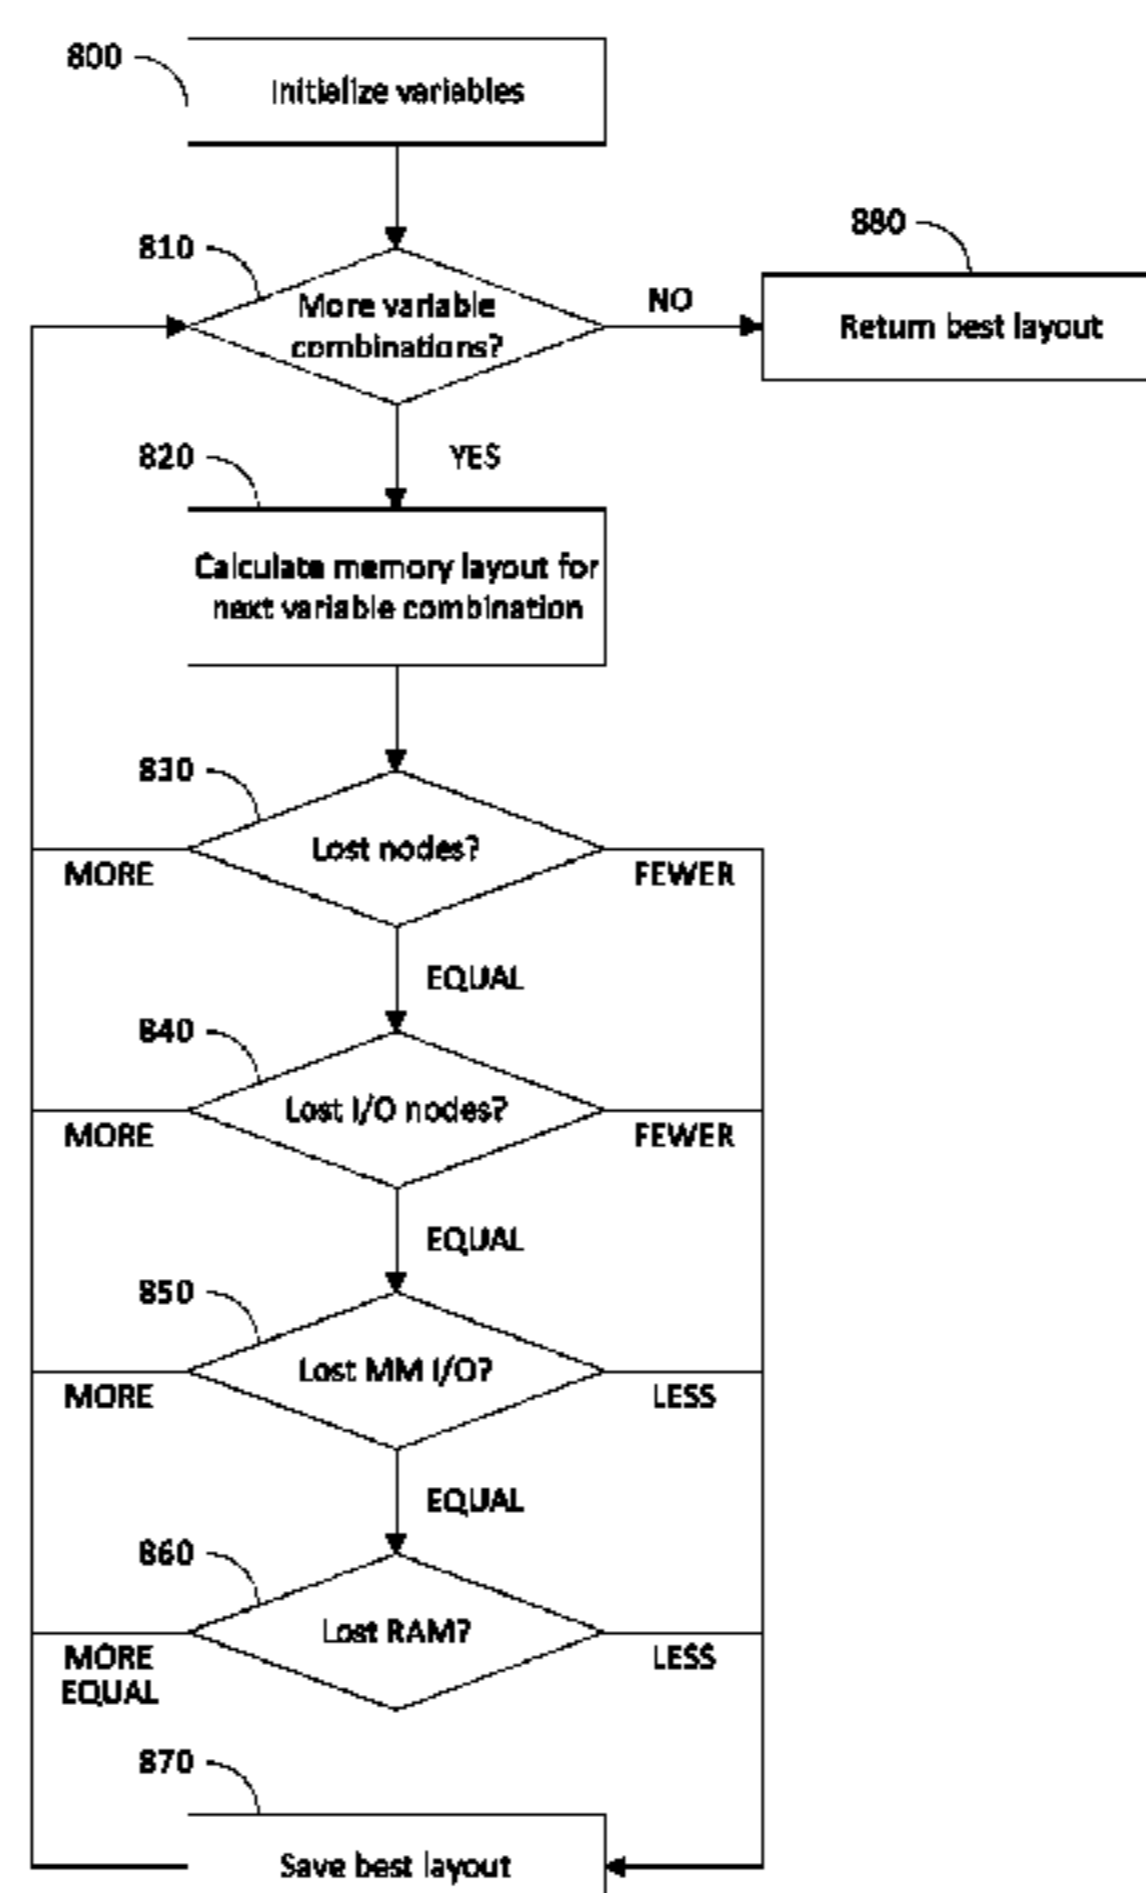 800
Initialize variables
810
More variable
combinations?
NO
880
Return best layout
820
YES
Calculate memory layout for
next variable combination
830
Lost nodes?
MORE
FEWER
EQUAL
840
Lost I/O nodes?
MORE
FEWER
EQUAL
850
Lost MM I/O?
MORE
LESS
EQUAL
860
Lost RAM?
MORE
EQUAL
LESS
870
Save best layout